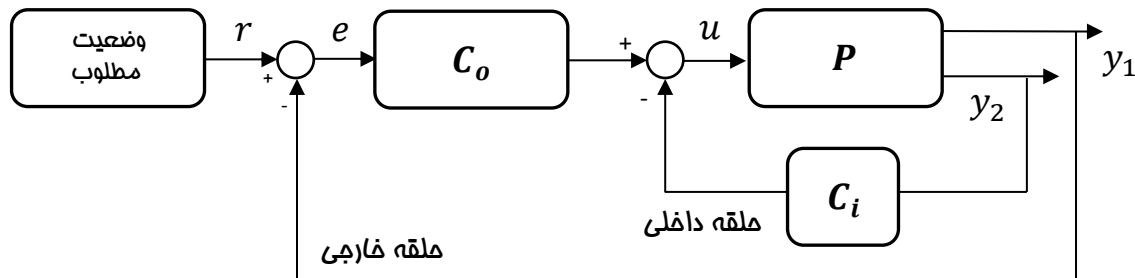 وضعیت
مطلوب
r
+
-
e
C_o
+
-
u
P
y_1
y_2
C_i
حلقه داخلی
حلقه خارجی